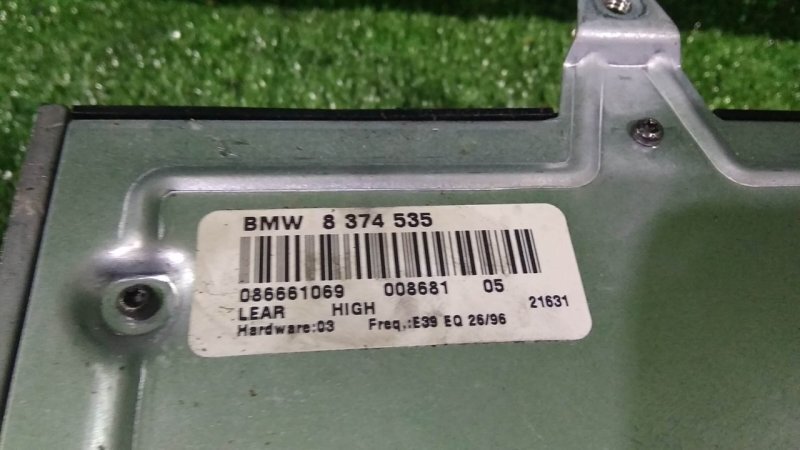 BMW 8 374 535
086661069 008681 05
LEAR HIGH 21631
Hardware:03 Freq.:E39 EQ 26/96